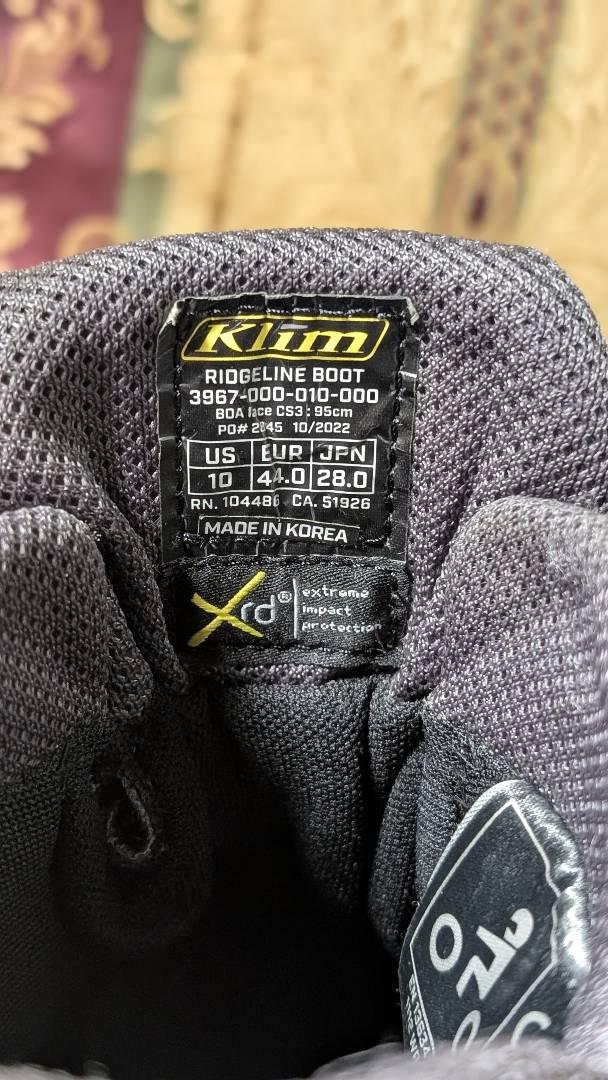 Klim
RIDGELINE BOOT
3967-000-010-000
BOA lace CS3 : 95cm
PO# 2045 10/2022
US EUR JPN
10 44.0 28.0
RN. 104486 CA. 51926
MADE IN KOREA
Xrd® extreme
impact
protection